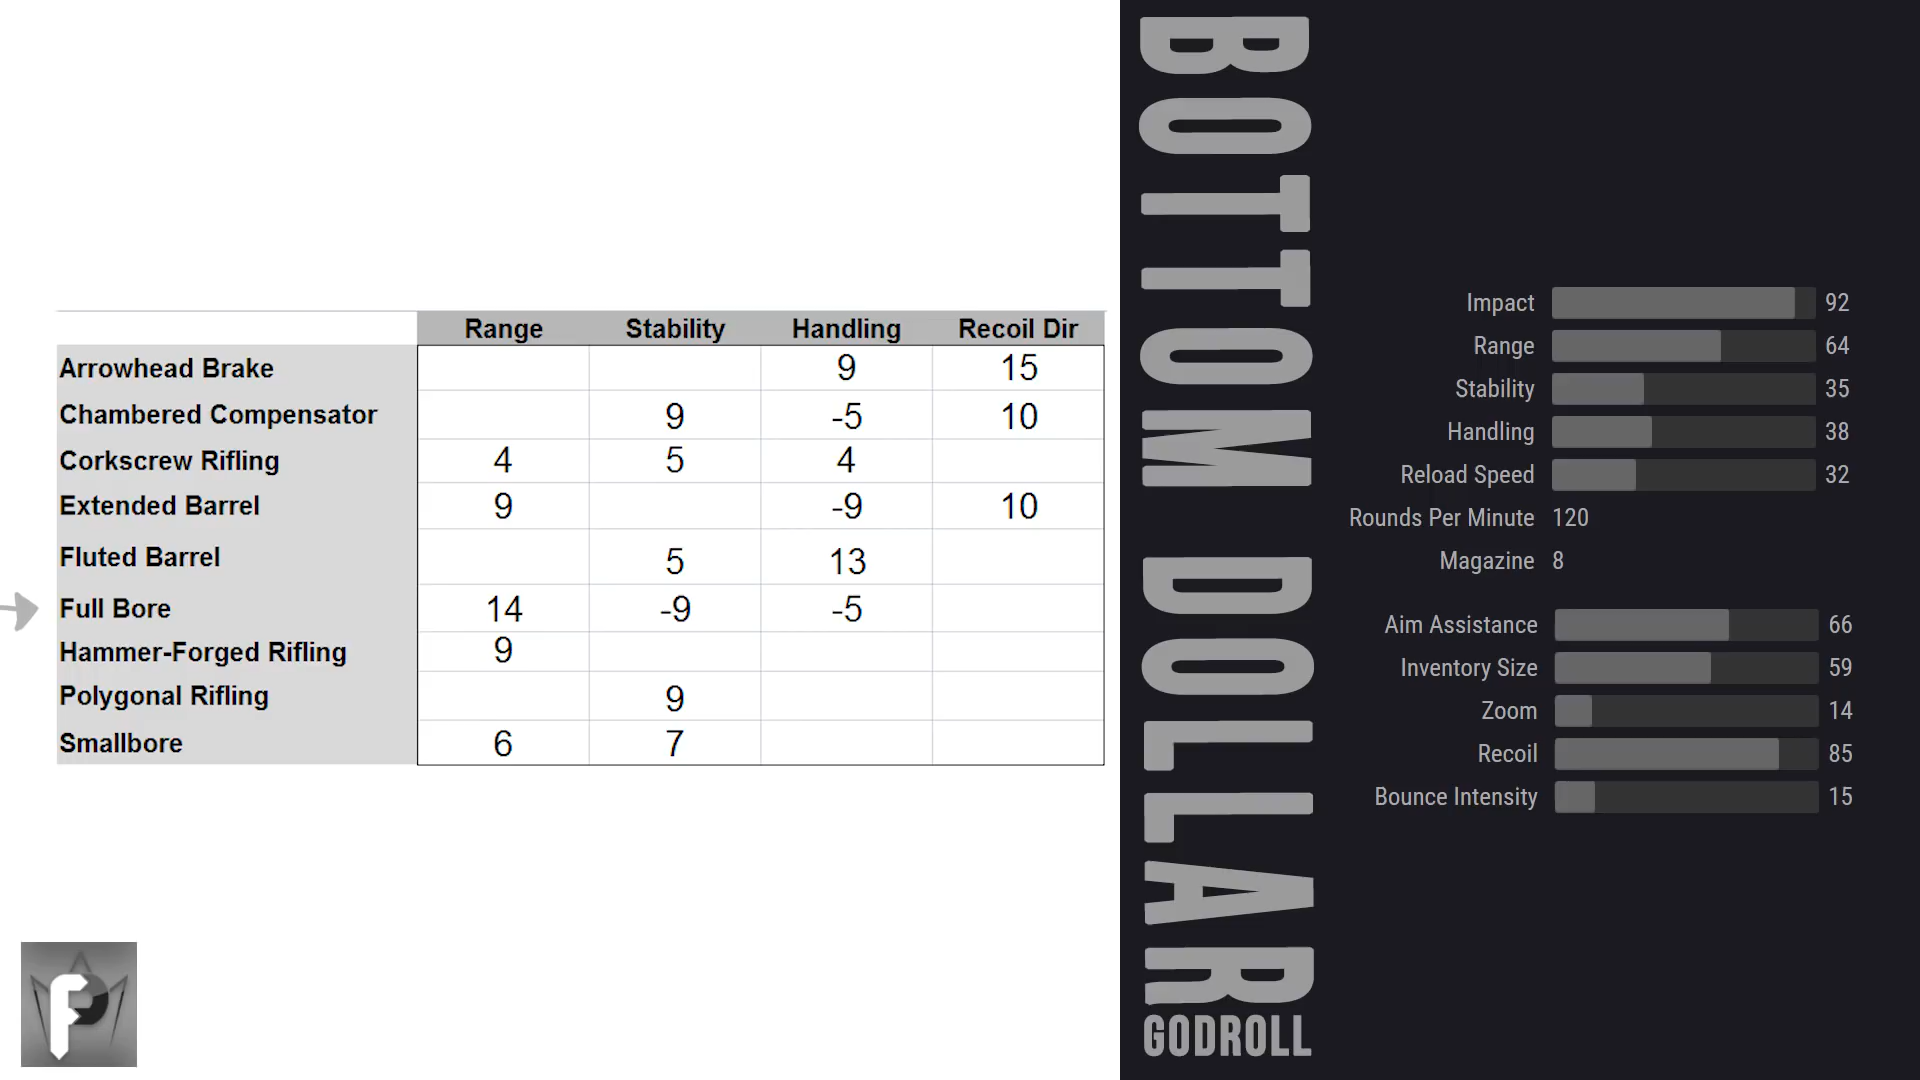 Range Stability Handling Recoil Dir
Arrowhead Brake 9 15
Chambered Compensator 9 -5 10
Corkscrew Rifling 4 5 4
Extended Barrel 9 -9 10
Fluted Barrel 5 13
Full Bore 14 -9 -5
Hammer-Forged Rifling 9
Polygonal Rifling 9
Smallbore 6 7
BOTTOM DOLLAR
GODROLL
Impact 92
Range 64
Stability 35
Handling 38
Reload Speed 32
Rounds Per Minute 120
Magazine 8
Aim Assistance 66
Inventory Size 59
Zoom 14
Recoil 85
Bounce Intensity 15
fP